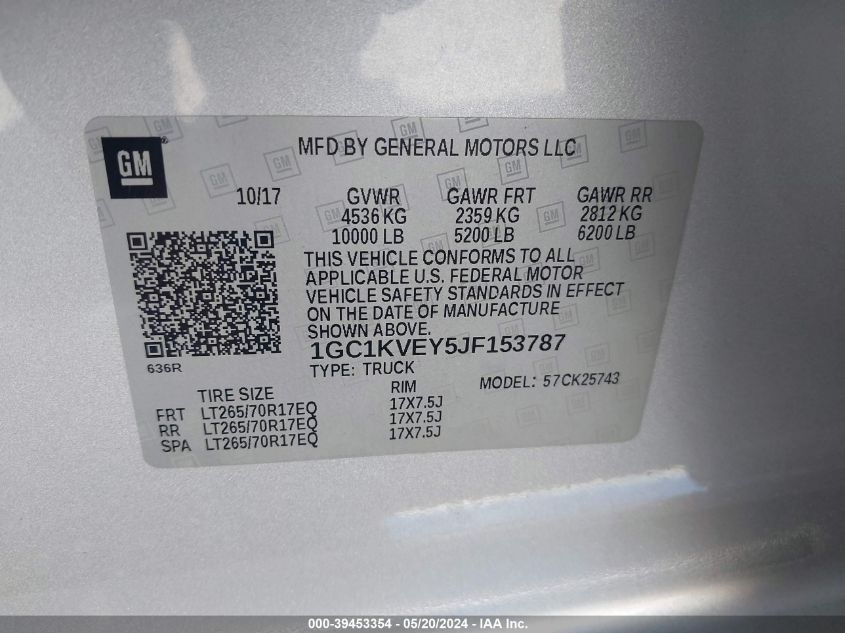 GM
MFD BY GENERAL MOTORS LLC
10/17 GVWR GAWR FRT GAWR RR
4536 KG 2359 KG 2812 KG
10000 LB 5200 LB 6200 LB
THIS VEHICLE CONFORMS TO ALL
APPLICABLE U.S. FEDERAL MOTOR
VEHICLE SAFETY STANDARDS IN EFFECT
ON THE DATE OF MANUFACTURE
SHOWN ABOVE.
1GC1KVEY5JF153787
636R
TYPE: TRUCK MODEL: 57CK25743
TIRE SIZE RIM
FRT LT265/70R17EQ 17X7.5J
RR LT265/70R17EQ 17X7.5J
SPA LT265/70R17EQ 17X7.5J
000-39453354 - 05/20/2024 - IAA Inc.